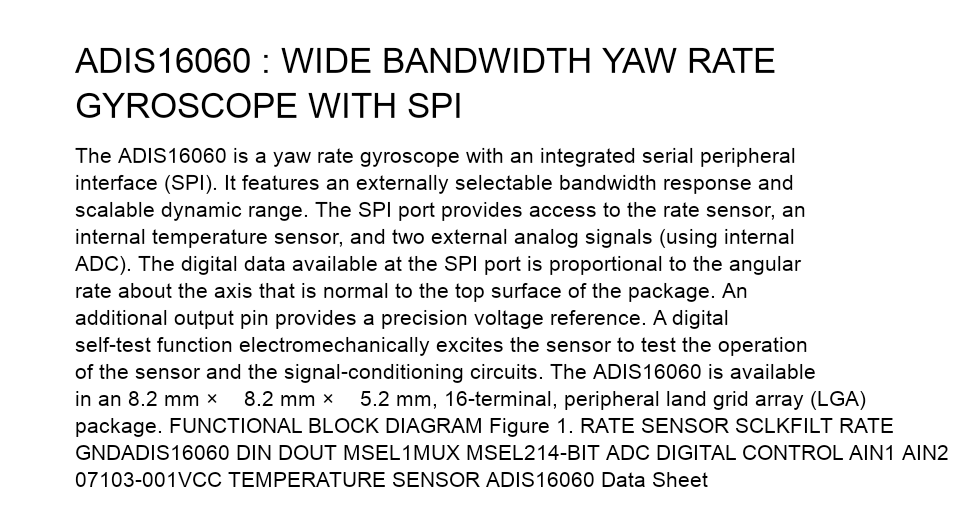 ADIS16060 : WIDE BANDWIDTH YAW RATE
GYROSCOPE WITH SPI
The ADIS16060 is a yaw rate gyroscope with an integrated serial peripheral
interface (SPI). It features an externally selectable bandwidth response and
scalable dynamic range. The SPI port provides access to the rate sensor, an
internal temperature sensor, and two external analog signals (using internal
ADC). The digital data available at the SPI port is proportional to the angular
rate about the axis that is normal to the top surface of the package. An
additional output pin provides a precision voltage reference. A digital
self-test function electromechanically excites the sensor to test the operation
of the sensor and the signal-conditioning circuits. The ADIS16060 is available
in an 8.2 mm × 8.2 mm × 5.2 mm, 16-terminal, peripheral land grid array (LGA)
package. FUNCTIONAL BLOCK DIAGRAM Figure 1. RATE SENSOR SCLKFILT RATE
GNDADIS16060 DIN DOUT MSEL1MUX MSEL214-BIT ADC DIGITAL CONTROL AIN1 AIN2
07103-001VCC TEMPERATURE SENSOR ADIS16060 Data Sheet